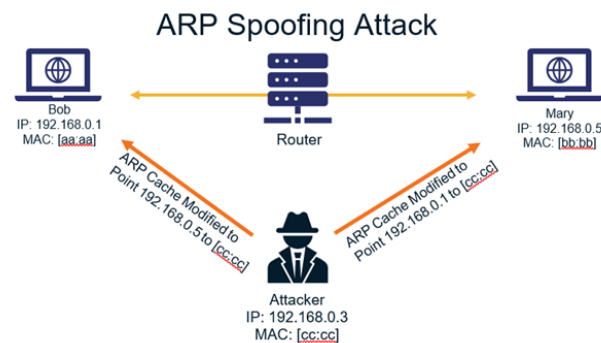 ARP Spoofing Attack
Bob
IP: 192.168.0.1
MAC: [aa:aa]
Router
Mary
IP: 192.168.0.5
MAC: [bb:bb]
ARP Cache Modified to
Point 192.168.0.5 to [cc:cc]
ARP Cache Modified to
Point 192.168.0.1 to [cc:cc]
Attacker
IP: 192.168.0.3
MAC: [cc:cc]